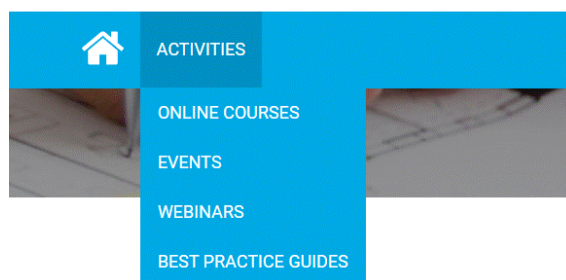 ACTIVITIES
ONLINE COURSES
EVENTS
WEBINARS
BEST PRACTICE GUIDES